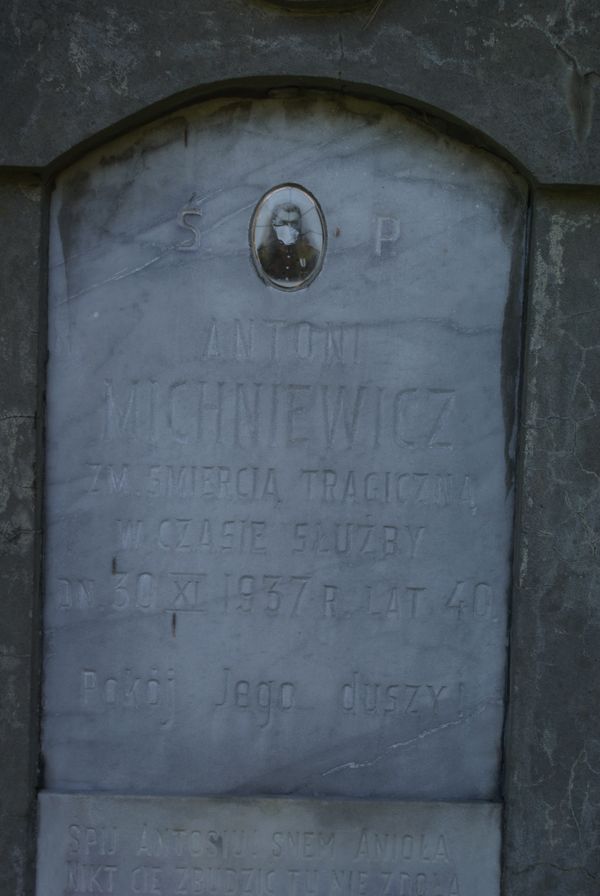 Ś P
ANTONI
MICHNIEWICZ
ZM. ŚMIERCIĄ TRAGICZNĄ
W CZASIE SŁUŻBY
DN. 30 XI 1937 R. LAT 40.
Pokój Jego duszy!
ŚPIJ ANTOSIU! SNEM ANIOŁA
NIKT CIĘ ZBUDZIĆ TU NIE ZDOŁA